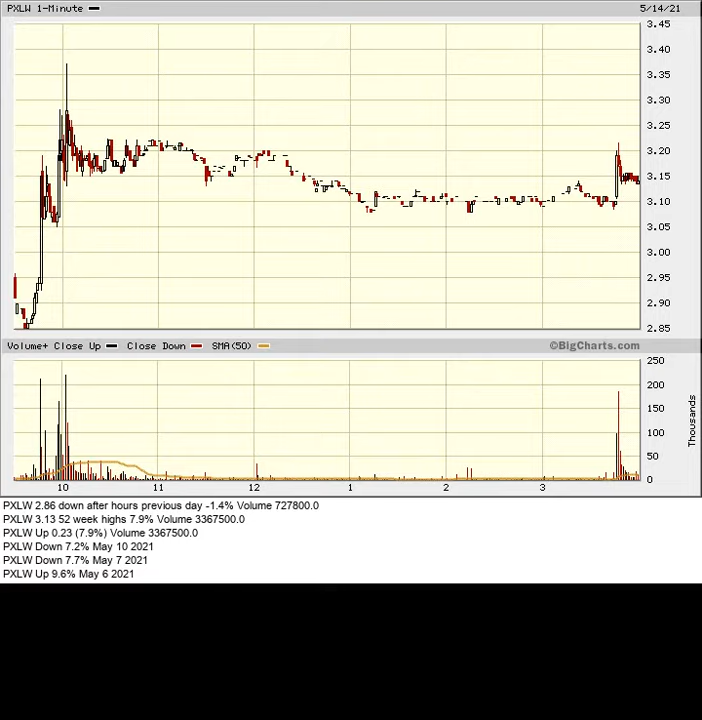 PXLW 1-Minute
5/14/21
3.45
3.40
3.35
3.30
3.25
3.20
3.15
3.10
3.05
3.00
2.95
2.90
2.85
Volume+ Close Up Close Down SMA(50) ©BigCharts.com
250
200
150
100
50
0
Thousands
10 11 12 1 2 3
PXLW 2.86 down after hours previous day -1.4% Volume 727800.0
PXLW 3.13 52 week highs 7.9% Volume 3367500.0
PXLW Up 0.23 (7.9%) Volume 3367500.0
PXLW Down 7.2% May 10 2021
PXLW Down 7.7% May 7 2021
PXLW Up 9.6% May 6 2021